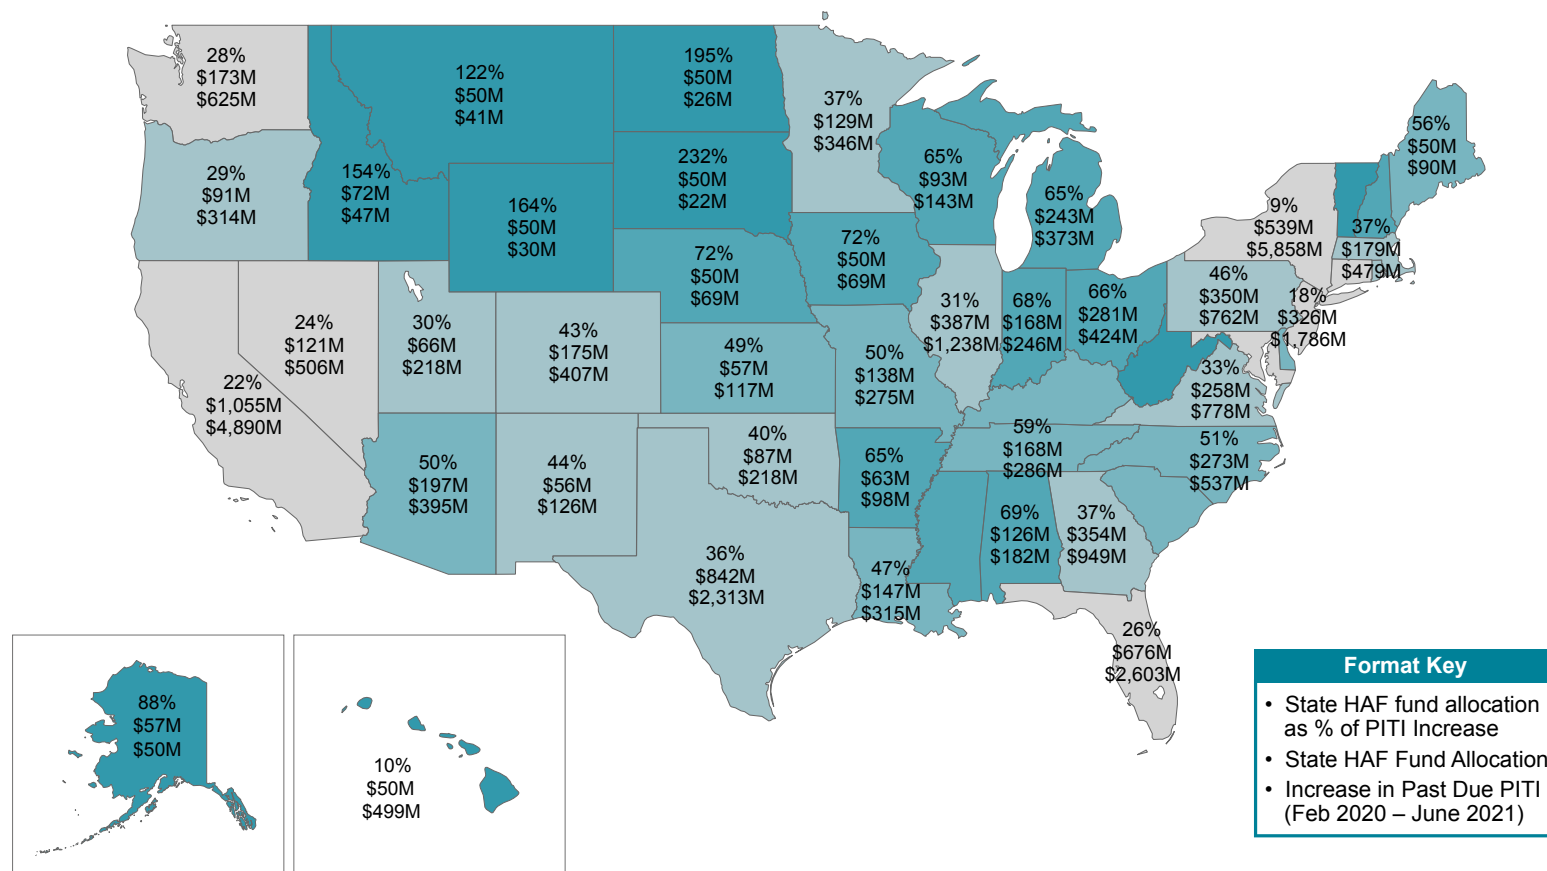 28%
$173M
$625M
122%
$50M
$41M
195%
$50M
$26M
37%
$129M
$346M
56%
$50M
$90M
29%
$91M
$314M
154%
$72M
$47M
164%
$50M
$30M
232%
$50M
$22M
65%
$93M
$143M
65%
$243M
$373M
9%
$539M
$5,858M
37%
$179M
$479M
72%
$50M
$69M
72%
$50M
$69M
46%
$350M
$762M
18%
$326M
$1,786M
24%
$121M
$506M
30%
$66M
$218M
43%
$175M
$407M
31%
$387M
$1,238M
68%
$168M
$246M
66%
$281M
$424M
22%
$1,055M
$4,890M
49%
$57M
$117M
50%
$138M
$275M
33%
$258M
$778M
50%
$197M
$395M
44%
$56M
$126M
40%
$87M
$218M
65%
$63M
$98M
59%
$168M
$286M
51%
$273M
$537M
69%
$126M
$182M
37%
$354M
$949M
36%
$842M
$2,313M
47%
$147M
$315M
26%
$676M
$2,603M
88%
$57M
$50M
10%
$50M
$499M
Format Key
• State HAF fund allocation
as % of PITI Increase
• State HAF Fund Allocation
• Increase in Past Due PITI
(Feb 2020 – June 2021)